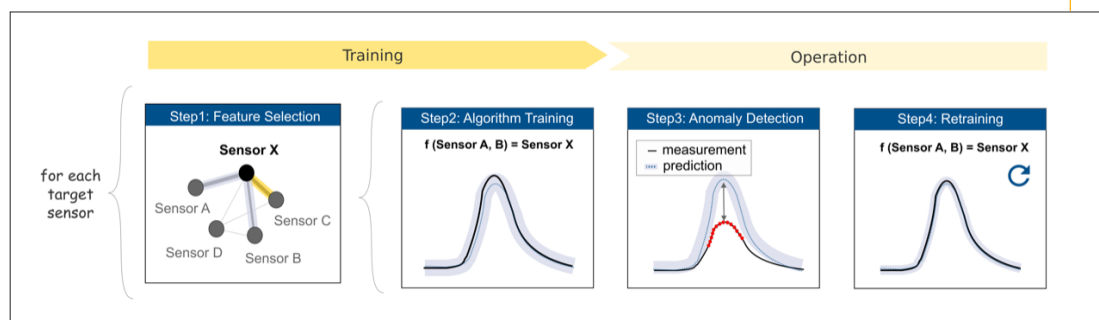 Training
Operation
for each
target
sensor
Step1: Feature Selection
Sensor X
Sensor A
Sensor C
Sensor D
Sensor B
Step2: Algorithm Training
f (Sensor A, B) = Sensor X
Step3: Anomaly Detection
measurement
prediction
Step4: Retraining
f (Sensor A, B) = Sensor X